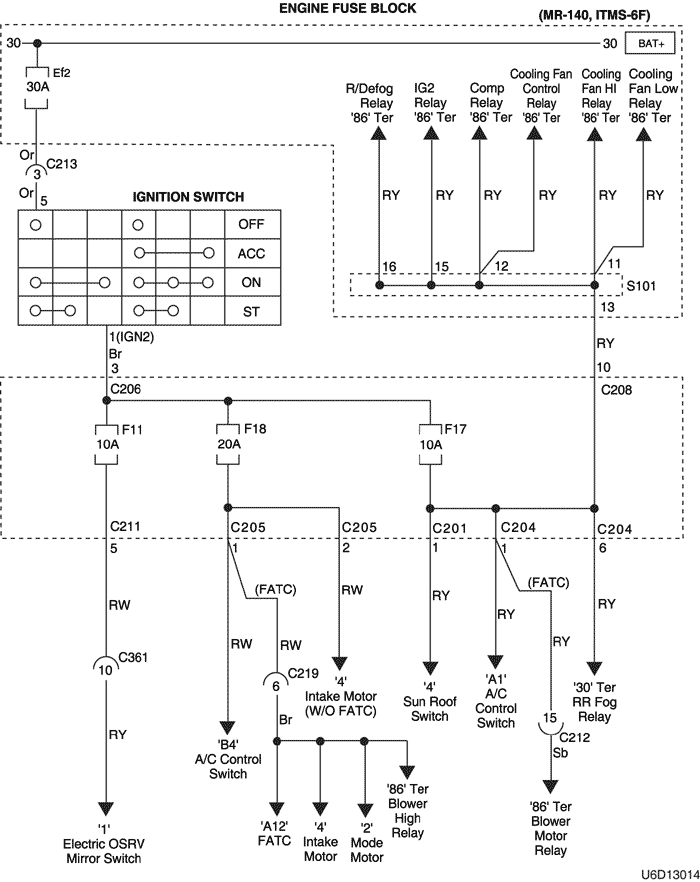 ENGINE FUSE BLOCK
(MR-140, ITMS-6F)
30
30
BAT+
Ef2
30A
R/Defog
Relay
'86' Ter
IG2
Relay
'86' Ter
Comp
Relay
'86' Ter
Cooling Fan
Control
Relay
'86' Ter
Cooling
Fan HI
Relay
'86' Ter
Cooling
Fan Low
Relay
'86' Ter
Or
3
C213
Or
5
RY
RY
RY
RY
RY
RY
IGNITION SWITCH
OFF
ACC
ON
ST
16
15
12
11
S101
13
1(IGN2)
Br
3
RY
10
C206
C208
F11
10A
F18
20A
F17
10A
C211
C205
C205
C201
C204
C204
5
1
2
1
1
6
(FATC)
(FATC)
RW
RW
RW
RW
RY
RY
RY
RY
C361
10
C219
6
'4'
Intake Motor
(W/O FATC)
'4'
Sun Roof
Switch
'A1'
A/C
Control
Switch
'30' Ter
RR Fog
Relay
RY
Br
15
C212
Sb
'B4'
A/C Control
Switch
'86' Ter
Blower
High
Relay
'86' Ter
Blower
Motor
Relay
'1'
Electric OSRV
Mirror Switch
'A12'
FATC
'4'
Intake
Motor
'2'
Mode
Motor
U6D13014